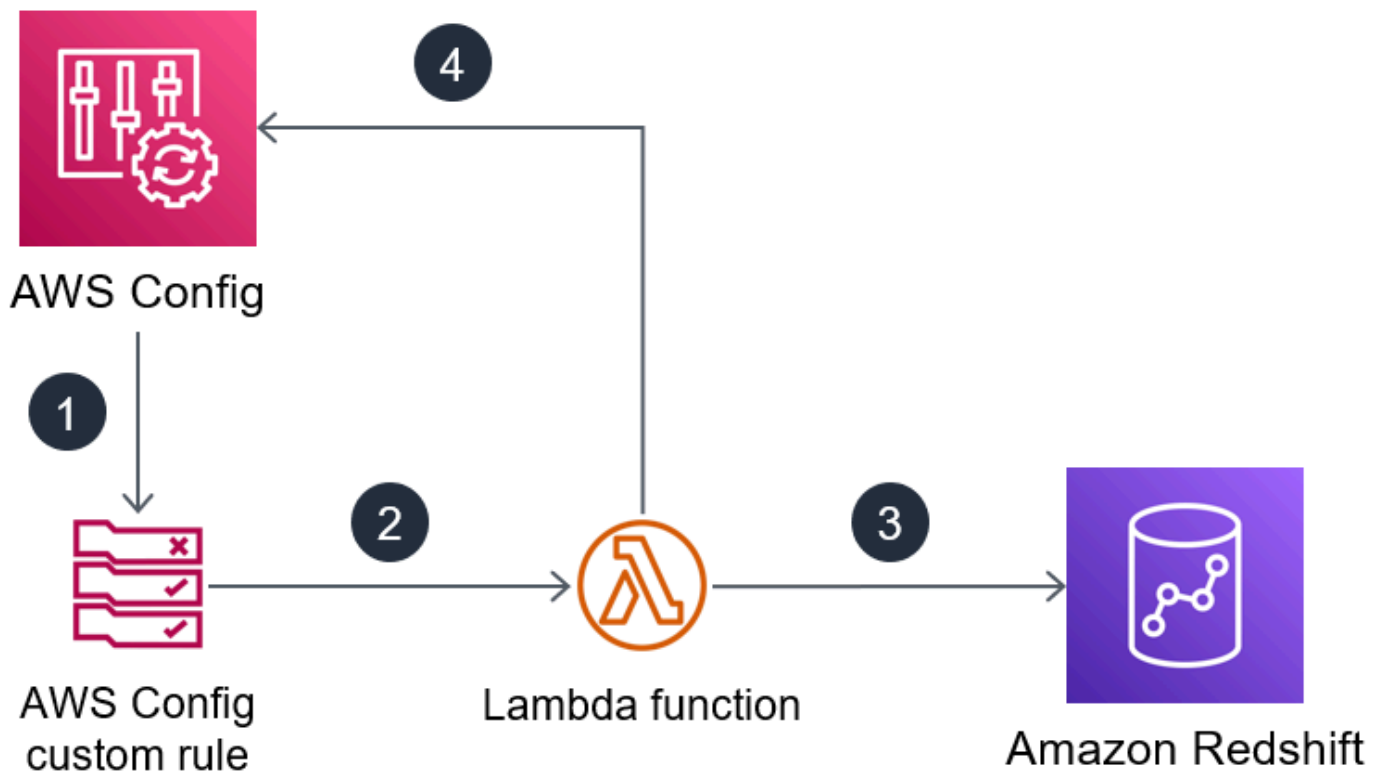 4
AWS Config
1
2
3
AWS Config
custom rule
Lambda function
Amazon Redshift